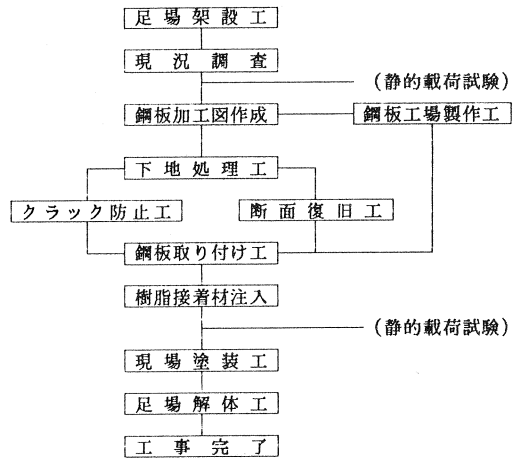 足場架設工
現況調査
(静的載荷試験)
鋼板加工図作成
鋼板工場製作工
下地処理工
クラック防止工
断面復旧工
鋼板取り付け工
樹脂接着材注入
(静的載荷試験)
現場塗装工
足場解体工
工事完了